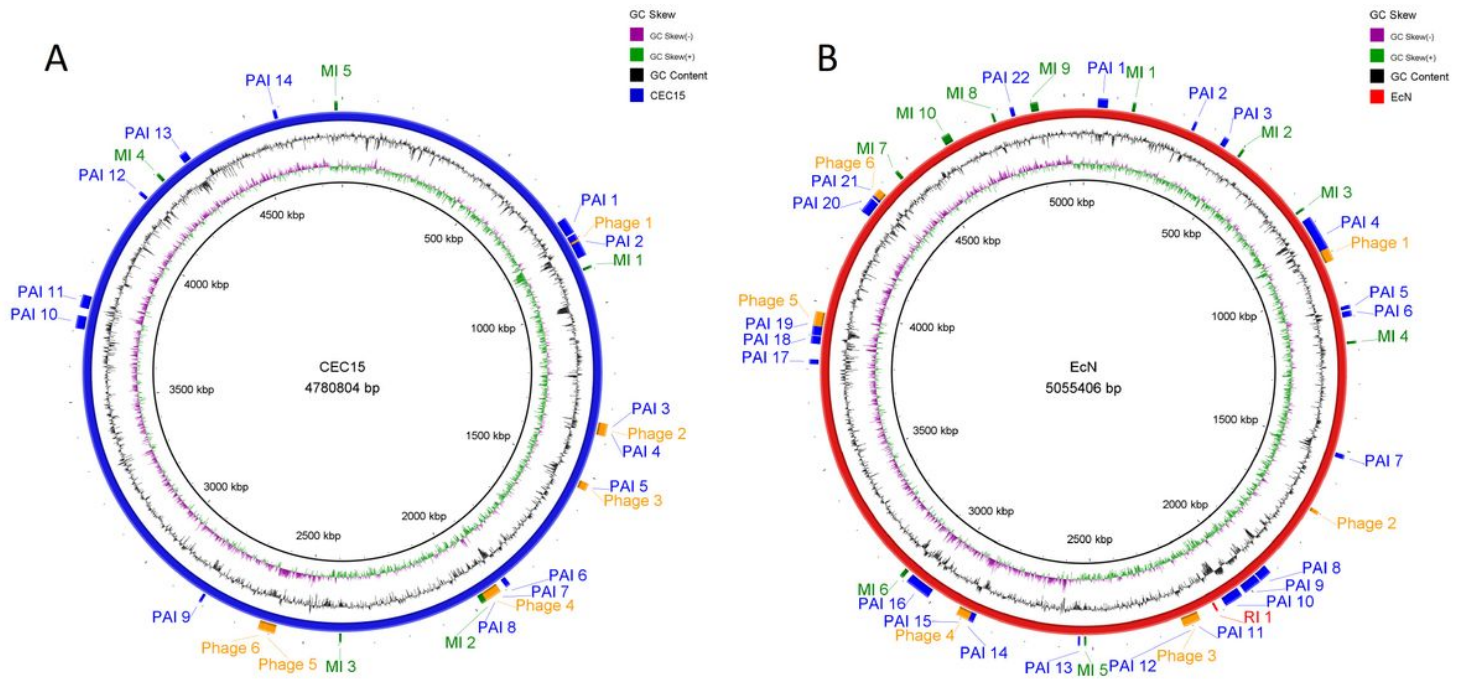 A
GC Skew
GC Skew(-)
GC Skew(+)
GC Content
CEC15
MI 5
PAI 14
PAI 13
MI 4
PAI 12
PAI 1
Phage 1
PAI 2
MI 1
PAI 11
PAI 10
PAI 3
Phage 2
PAI 4
PAI 5
Phage 3
PAI 6
PAI 7
Phage 4
PAI 8
MI 2
MI 3
Phage 5
Phage 6
PAI 9
500 kbp
1000 kbp
1500 kbp
2000 kbp
2500 kbp
3000 kbp
3500 kbp
4000 kbp
4500 kbp
CEC15
4780804 bp
B
GC Skew
GC Skew(-)
GC Skew(+)
GC Content
EcN
PAI 1
MI 1
PAI 2
PAI 3
MI 2
MI 3
PAI 4
Phage 1
PAI 5
PAI 6
MI 4
PAI 7
Phage 2
PAI 8
PAI 9
PAI 10
RI 1
PAI 11
Phage 3
PAI 12
MI 5
PAI 13
PAI 14
Phage 4
PAI 15
PAI 16
MI 6
PAI 17
PAI 18
PAI 19
Phage 5
PAI 20
PAI 21
Phage 6
MI 7
MI 10
MI 8
PAI 22
MI 9
500 kbp
1000 kbp
1500 kbp
2000 kbp
2500 kbp
3000 kbp
3500 kbp
4000 kbp
4500 kbp
5000 kbp
EcN
5055406 bp